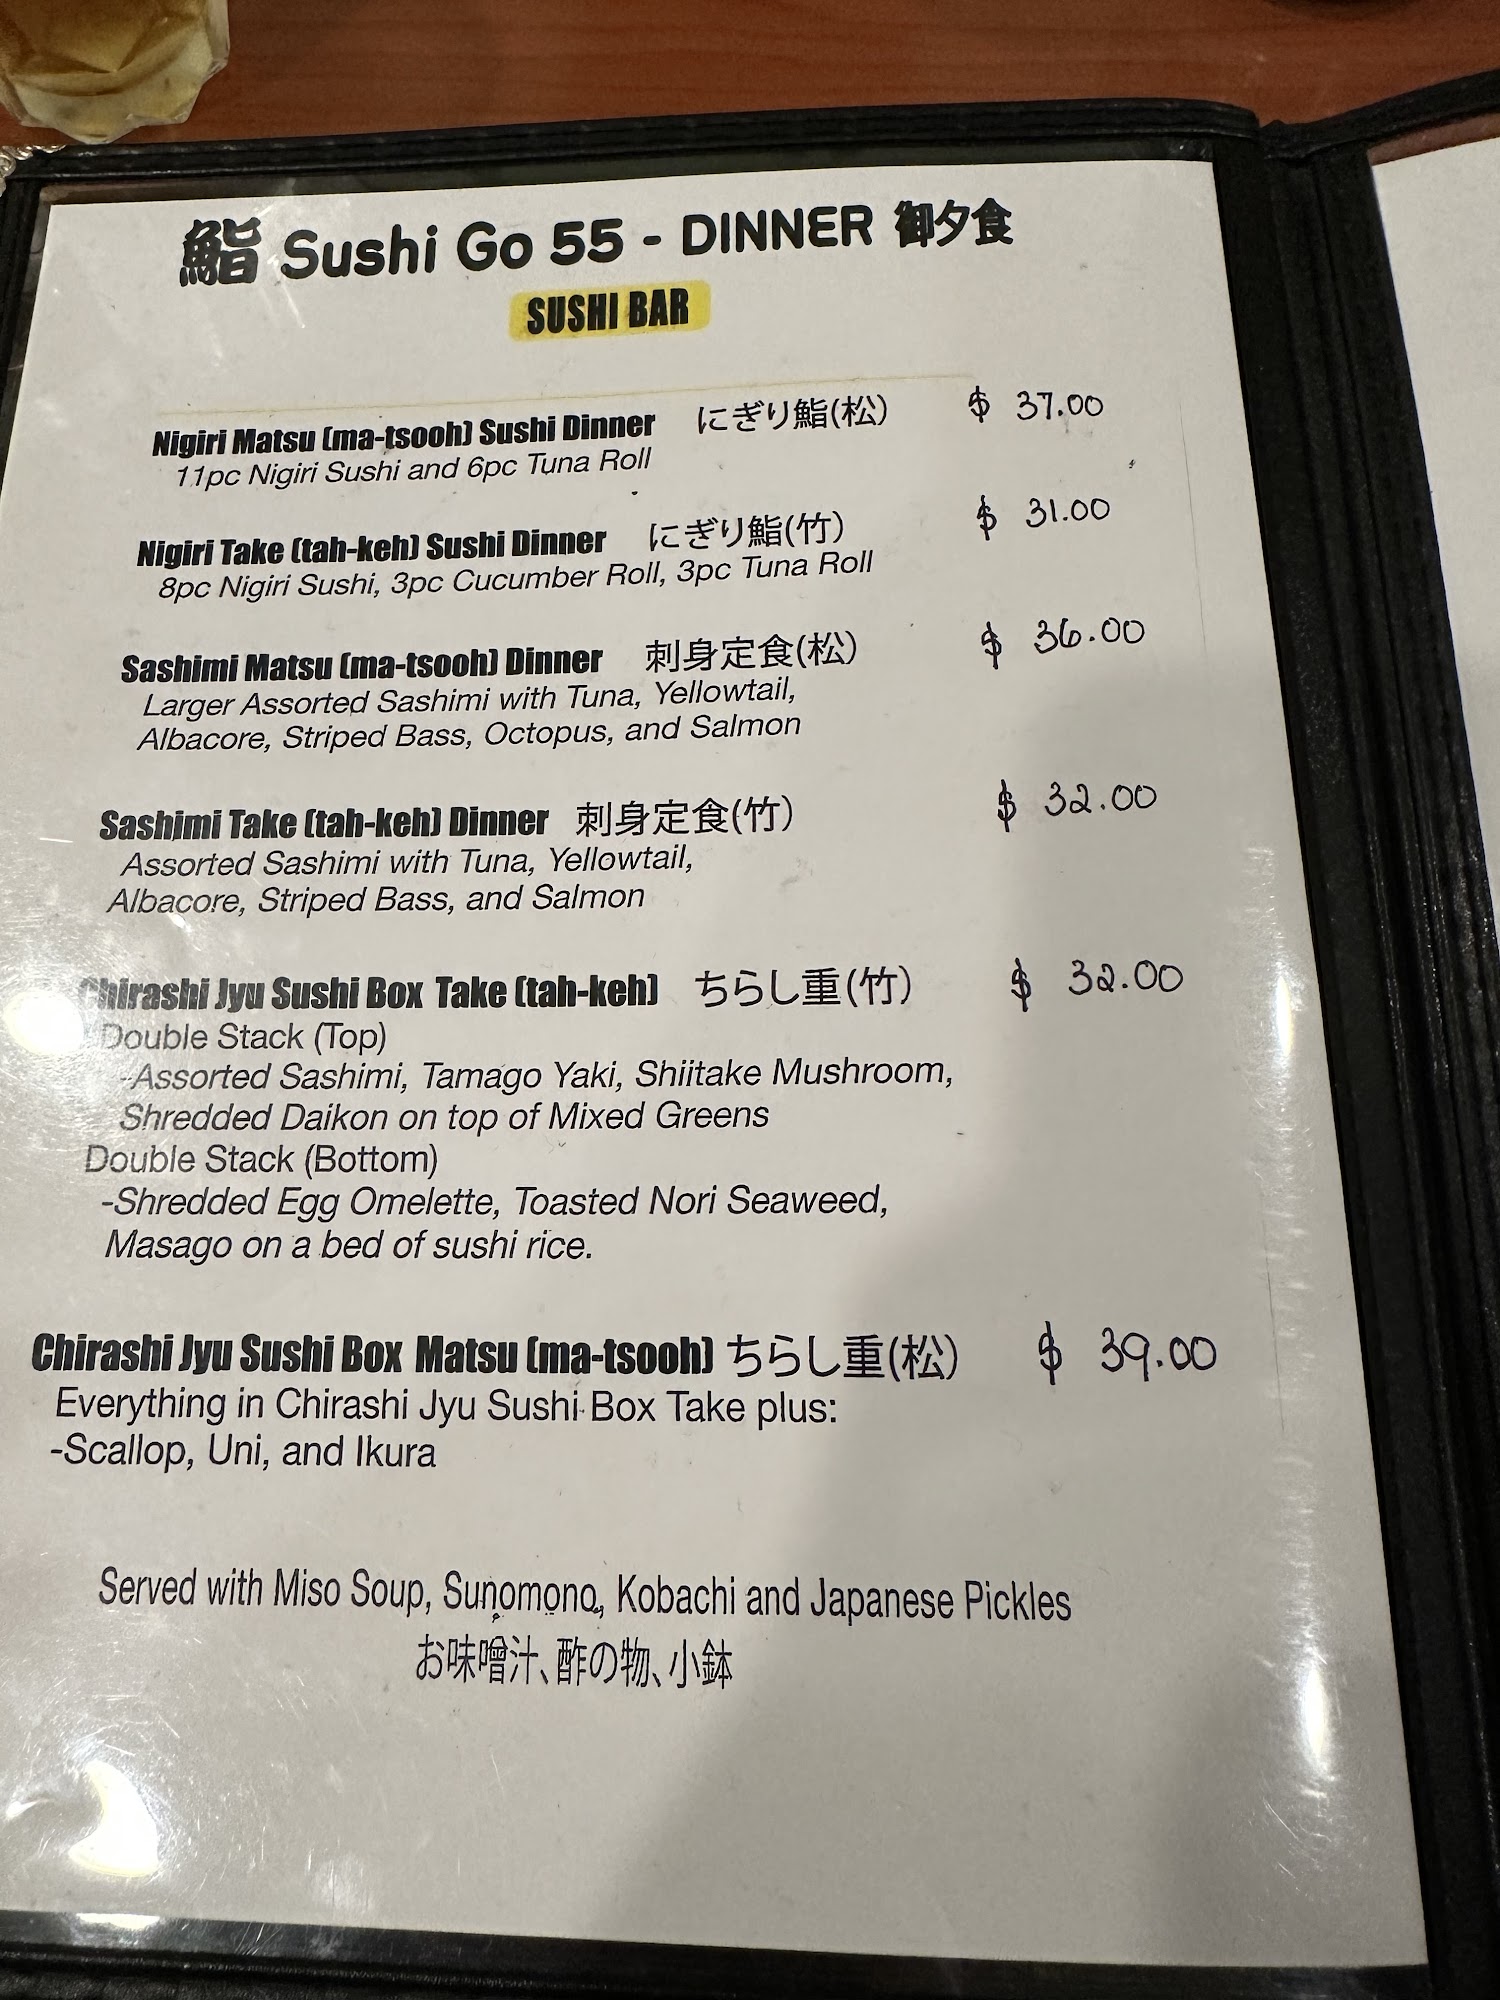 鮨 Sushi Go 55 - DINNER 御夕食
SUSHI BAR
Nigiri Matsu (ma-tsooh) Sushi Dinner にぎり鮨(松) $ 37.00
11pc Nigiri Sushi and 6pc Tuna Roll
Nigiri Take (tah-keh) Sushi Dinner にぎり鮨(竹) $ 31.00
8pc Nigiri Sushi, 3pc Cucumber Roll, 3pc Tuna Roll
Sashimi Matsu (ma-tsooh) Dinner 刺身定食(松) $ 36.00
Larger Assorted Sashimi with Tuna, Yellowtail,
Albacore, Striped Bass, Octopus, and Salmon
Sashimi Take (tah-keh) Dinner 刺身定食(竹) $ 32.00
Assorted Sashimi with Tuna, Yellowtail,
Albacore, Striped Bass, and Salmon
Chirashi Jyu Sushi Box Take (tah-keh) ちらし重(竹) $ 32.00
Double Stack (Top)
-Assorted Sashimi, Tamago Yaki, Shiitake Mushroom,
Shredded Daikon on top of Mixed Greens
Double Stack (Bottom)
-Shredded Egg Omelette, Toasted Nori Seaweed,
Masago on a bed of sushi rice.
Chirashi Jyu Sushi Box Matsu (ma-tsooh) ちらし重(松) $ 39.00
Everything in Chirashi Jyu Sushi Box Take plus:
-Scallop, Uni, and Ikura
Served with Miso Soup, Sunomono, Kobachi and Japanese Pickles
お味噌汁、酢の物、小鉢